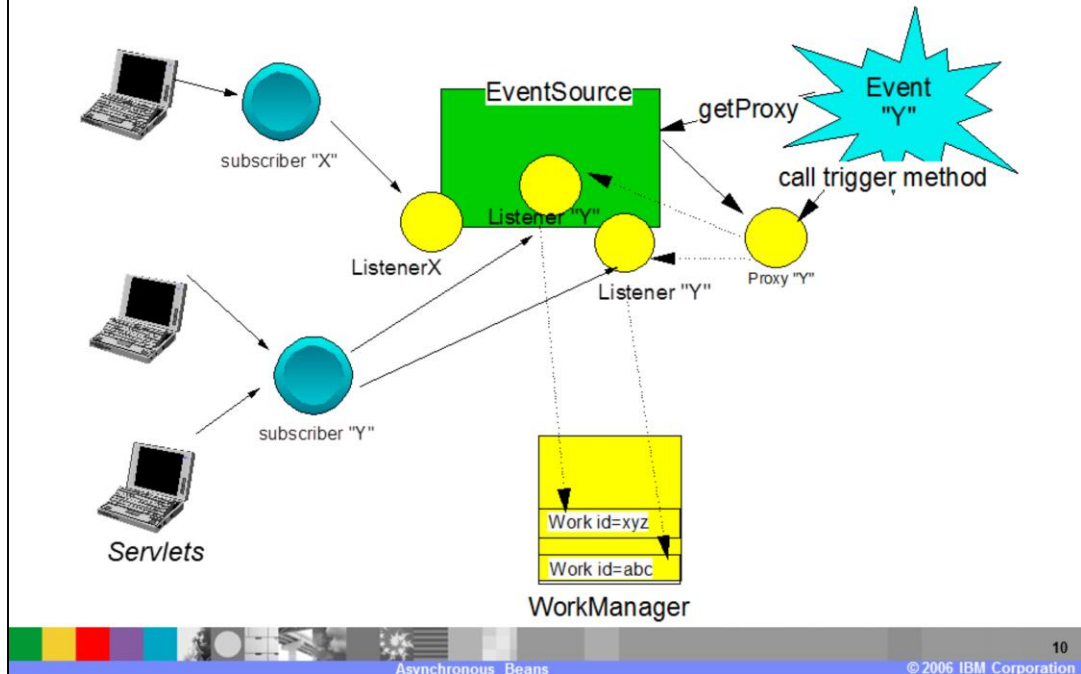 EventSource
Event
"Y"
getProxy
call trigger method
subscriber "X"
Listener "Y"
ListenerX
Listener "Y"
Proxy "Y"
subscriber "Y"
Servlets
Work id=xyz
Work id=abc
WorkManager
10
Asynchronous Beans
© 2006 IBM Corporation